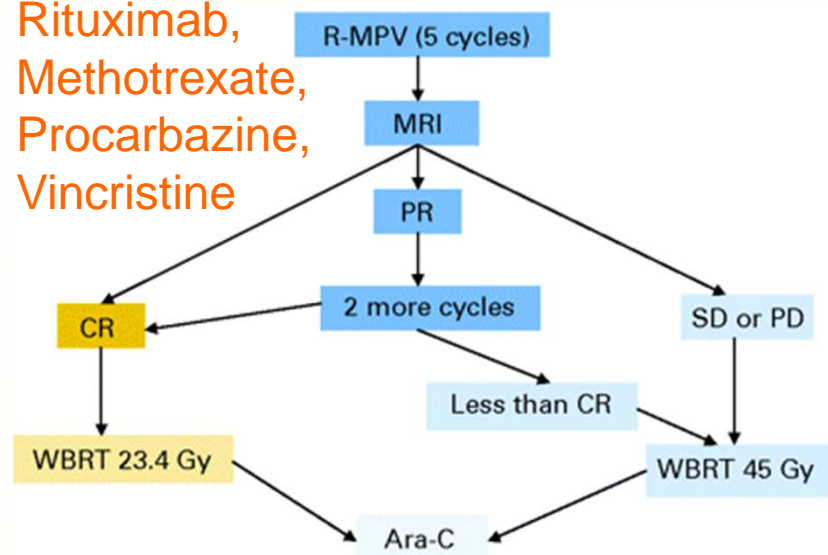 Rituximab,
Methotrexate,
Procarbazine,
Vincristine
R-MPV (5 cycles)
MRI
PR
2 more cycles
CR
SD or PD
Less than CR
WBRT 23.4 Gy
WBRT 45 Gy
Ara-C